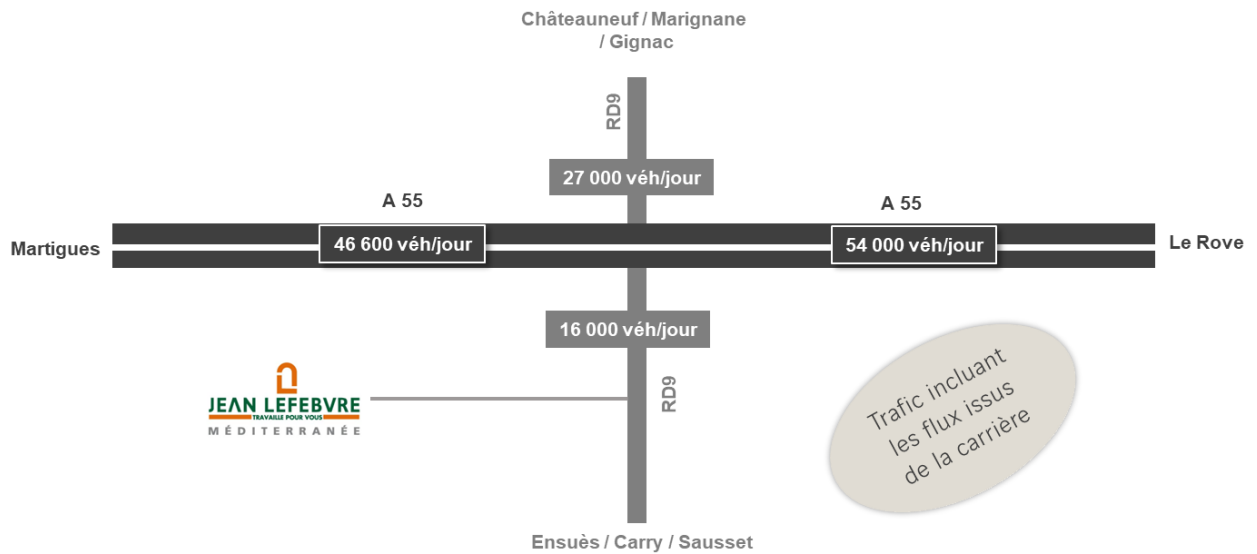 Châteauneuf / Marignane
/ Gignac
RD9
27 000 véh/jour
A 55
A 55
Martigues
46 600 véh/jour
54 000 véh/jour
Le Rove
16 000 véh/jour
RD9
JEAN LEFEBVRE
TRAVAILLE POUR VOUS
MÉDITERRANÉE
Trafic incluant
les flux issus
de la carrière
Ensuès / Carry / Sausset